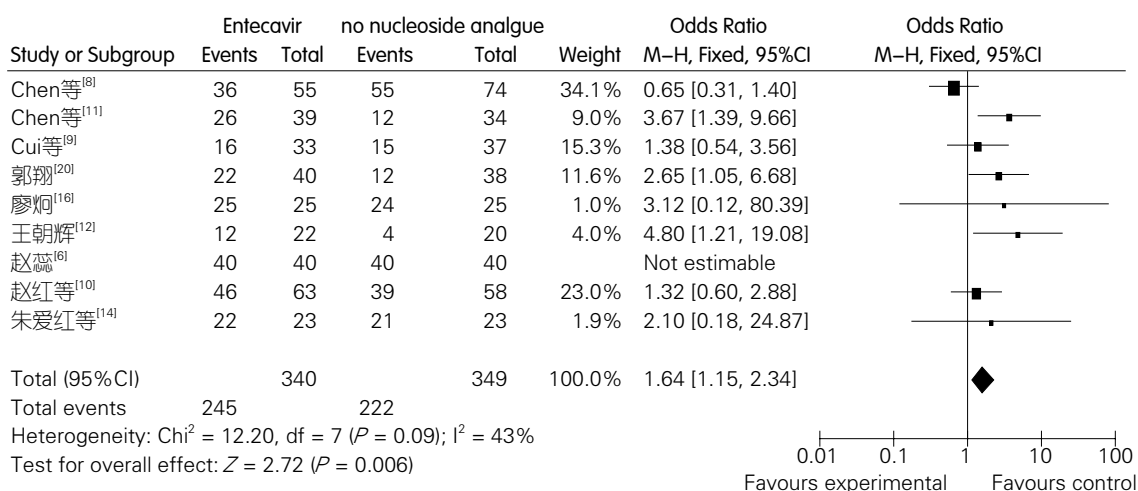 Entecavir no nucleoside analgue Odds Ratio Odds Ratio
Study or Subgroup Events Total Events Total Weight M–H, Fixed, 95%CI M–H, Fixed, 95%CI
Chen等[8] 36 55 55 74 34.1% 0.65 [0.31, 1.40]
Chen等[11] 26 39 12 34 9.0% 3.67 [1.39, 9.66]
Cui等[9] 16 33 15 37 15.3% 1.38 [0.54, 3.56]
郭翔[20] 22 40 12 38 11.6% 2.65 [1.05, 6.68]
廖炯[16] 25 25 24 25 1.0% 3.12 [0.12, 80.39]
王朝辉[12] 12 22 4 20 4.0% 4.80 [1.21, 19.08]
赵蕊[6] 40 40 40 40 Not estimable
赵红等[10] 46 63 39 58 23.0% 1.32 [0.60, 2.88]
朱爱红等[14] 22 23 21 23 1.9% 2.10 [0.18, 24.87]
Total (95%CI) 340 349 100.0% 1.64 [1.15, 2.34]
Total events 245 222
Heterogeneity: Chi² = 12.20, df = 7 (P = 0.09); I² = 43%
Test for overall effect: Z = 2.72 (P = 0.006)
0.01 0.1 1 10 100
Favours experimental Favours control